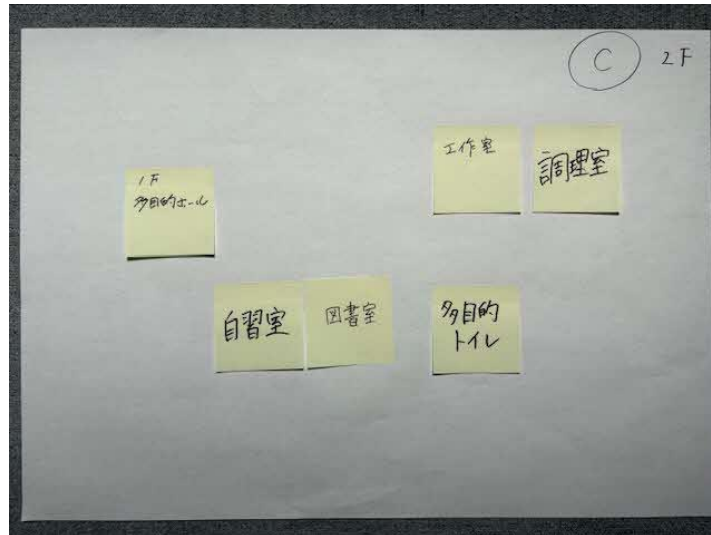 C 2F
工作室
調理室
1F
多目的ホール
自習室
図書室
多目的
トイレ